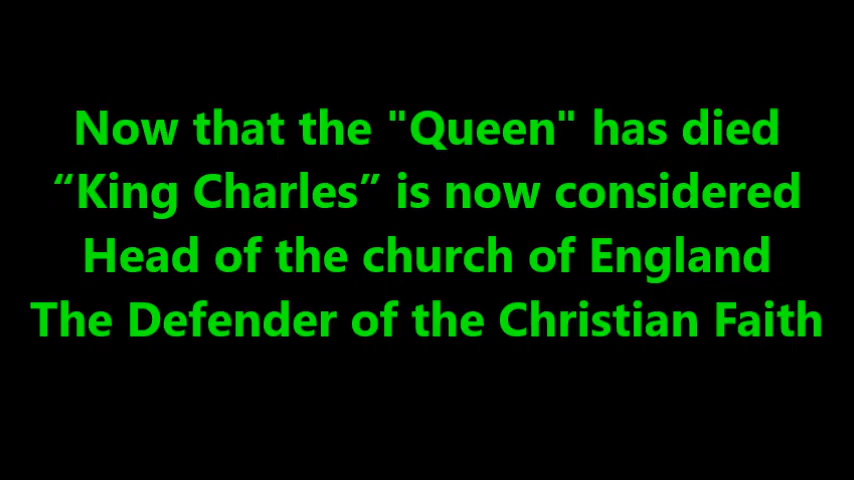 Now that the "Queen" has died
“King Charles” is now considered
Head of the church of England
The Defender of the Christian Faith